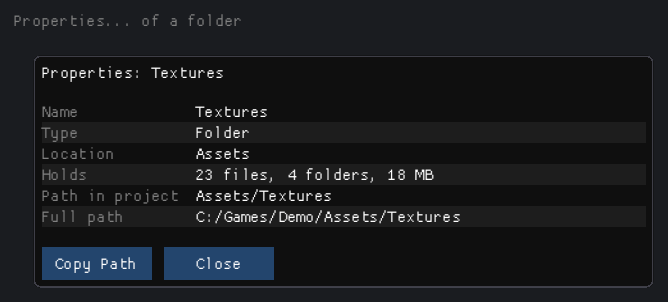 Properties... of a folder
Properties: Textures
Name Textures
Type Folder
Location Assets
Holds 23 files, 4 folders, 18 MB
Path in project Assets/Textures
Full path C:/Games/Demo/Assets/Textures
Copy Path Close